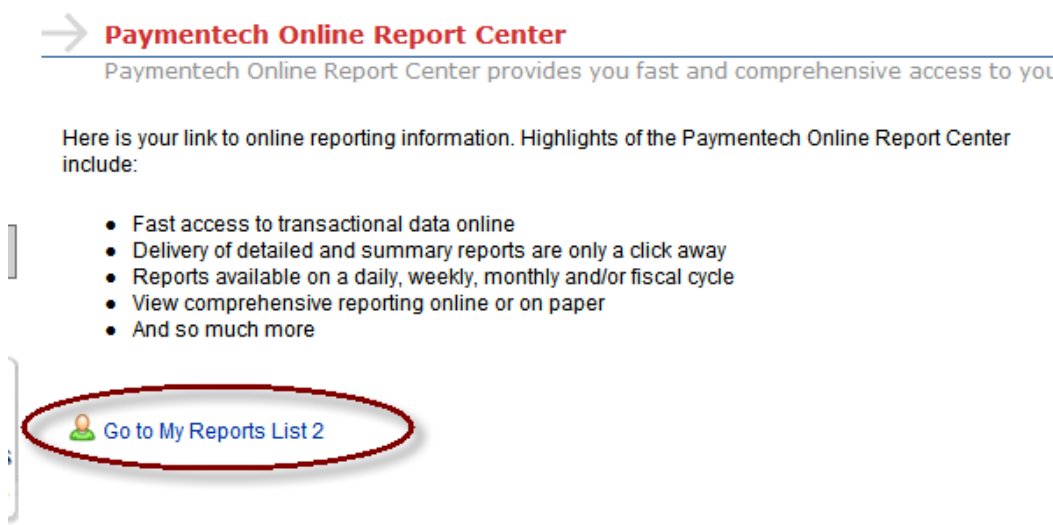 Paymentech Online Report Center
Paymentech Online Report Center provides you fast and comprehensive access to you
Here is your link to online reporting information. Highlights of the Paymentech Online Report Center
include:
● Fast access to transactional data online
● Delivery of detailed and summary reports are only a click away
● Reports available on a daily, weekly, monthly and/or fiscal cycle
● View comprehensive reporting online or on paper
● And so much more
Go to My Reports List 2